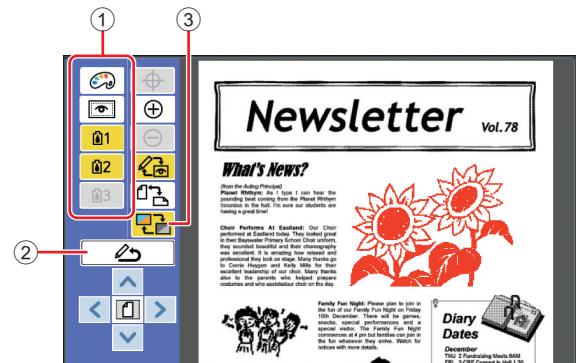 1
3
1
2
3
2
Newsletter Vol.78
What's News?
(from the Acting Principal)
Planet Rhthym: As I type I can hear the
pounding beat coming from the Planet Rhythm
incursion in the hall. I'm sure our students are
having a great time!
Choir Performs At Eastland: Our Choir
performed at Eastland today. They looked great
in their Bayswater Primary School Choir uniform,
they sounded beautiful and their choreography
was excellent. It is amazing how relaxed and
professional they look on stage. Many thanks go
to Corrie Huygen and Kelly Mills for their
excellent leadership of our choir. Many thanks
also to the parents who helped prepare
costumes and who assistedour choir on the day.
Family Fun Night: Please plan to join in
the fun of our Family Fun Night on Friday
10th December. There will be games,
snacks, special performances and a
special visitor. The Family Fun Night
commences at 4 pm but families can join in
the fun whenever they arrive. Watch for
notices with more details.
Diary
Dates
December
THU 2 Fundraising Meets 9AM